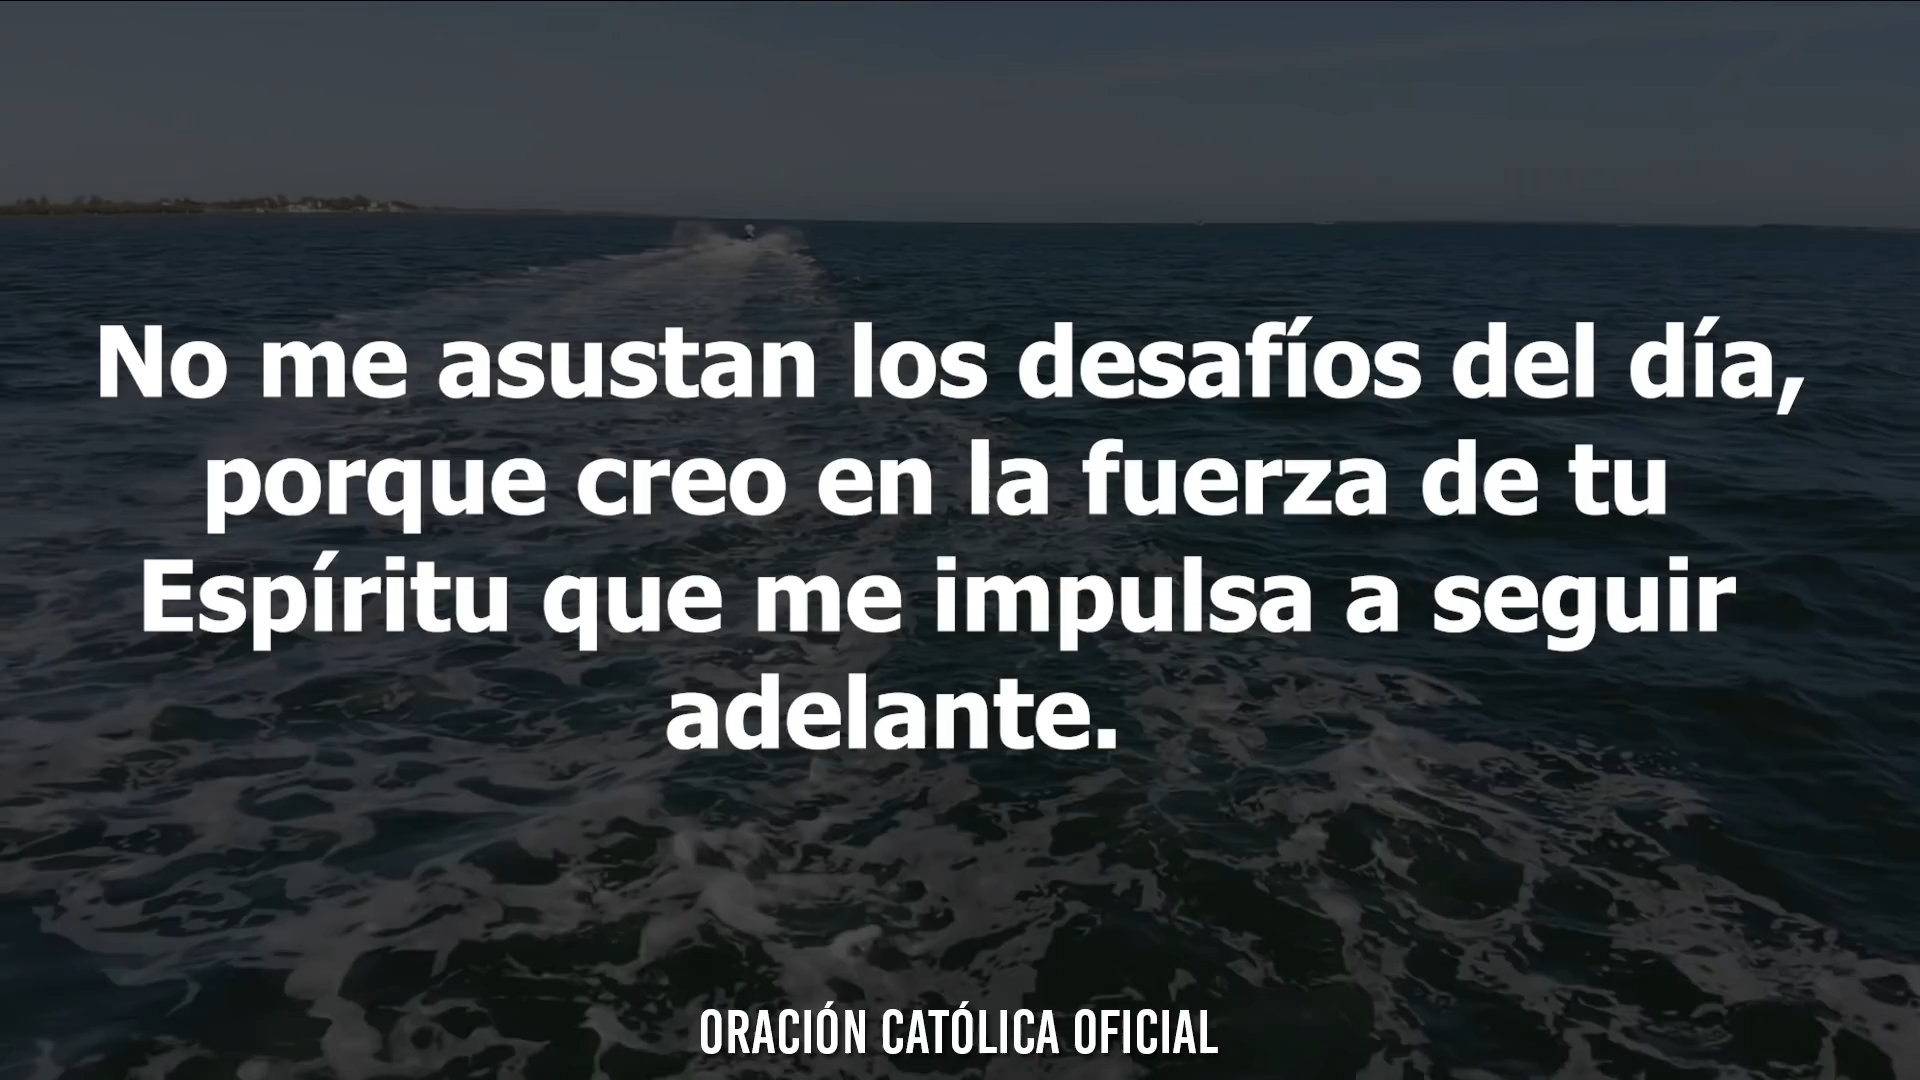 No me asustan los desafíos del día,
porque creo en la fuerza de tu
Espíritu que me impulsa a seguir
adelante.
ORACIÓN CATÓLICA OFICIAL